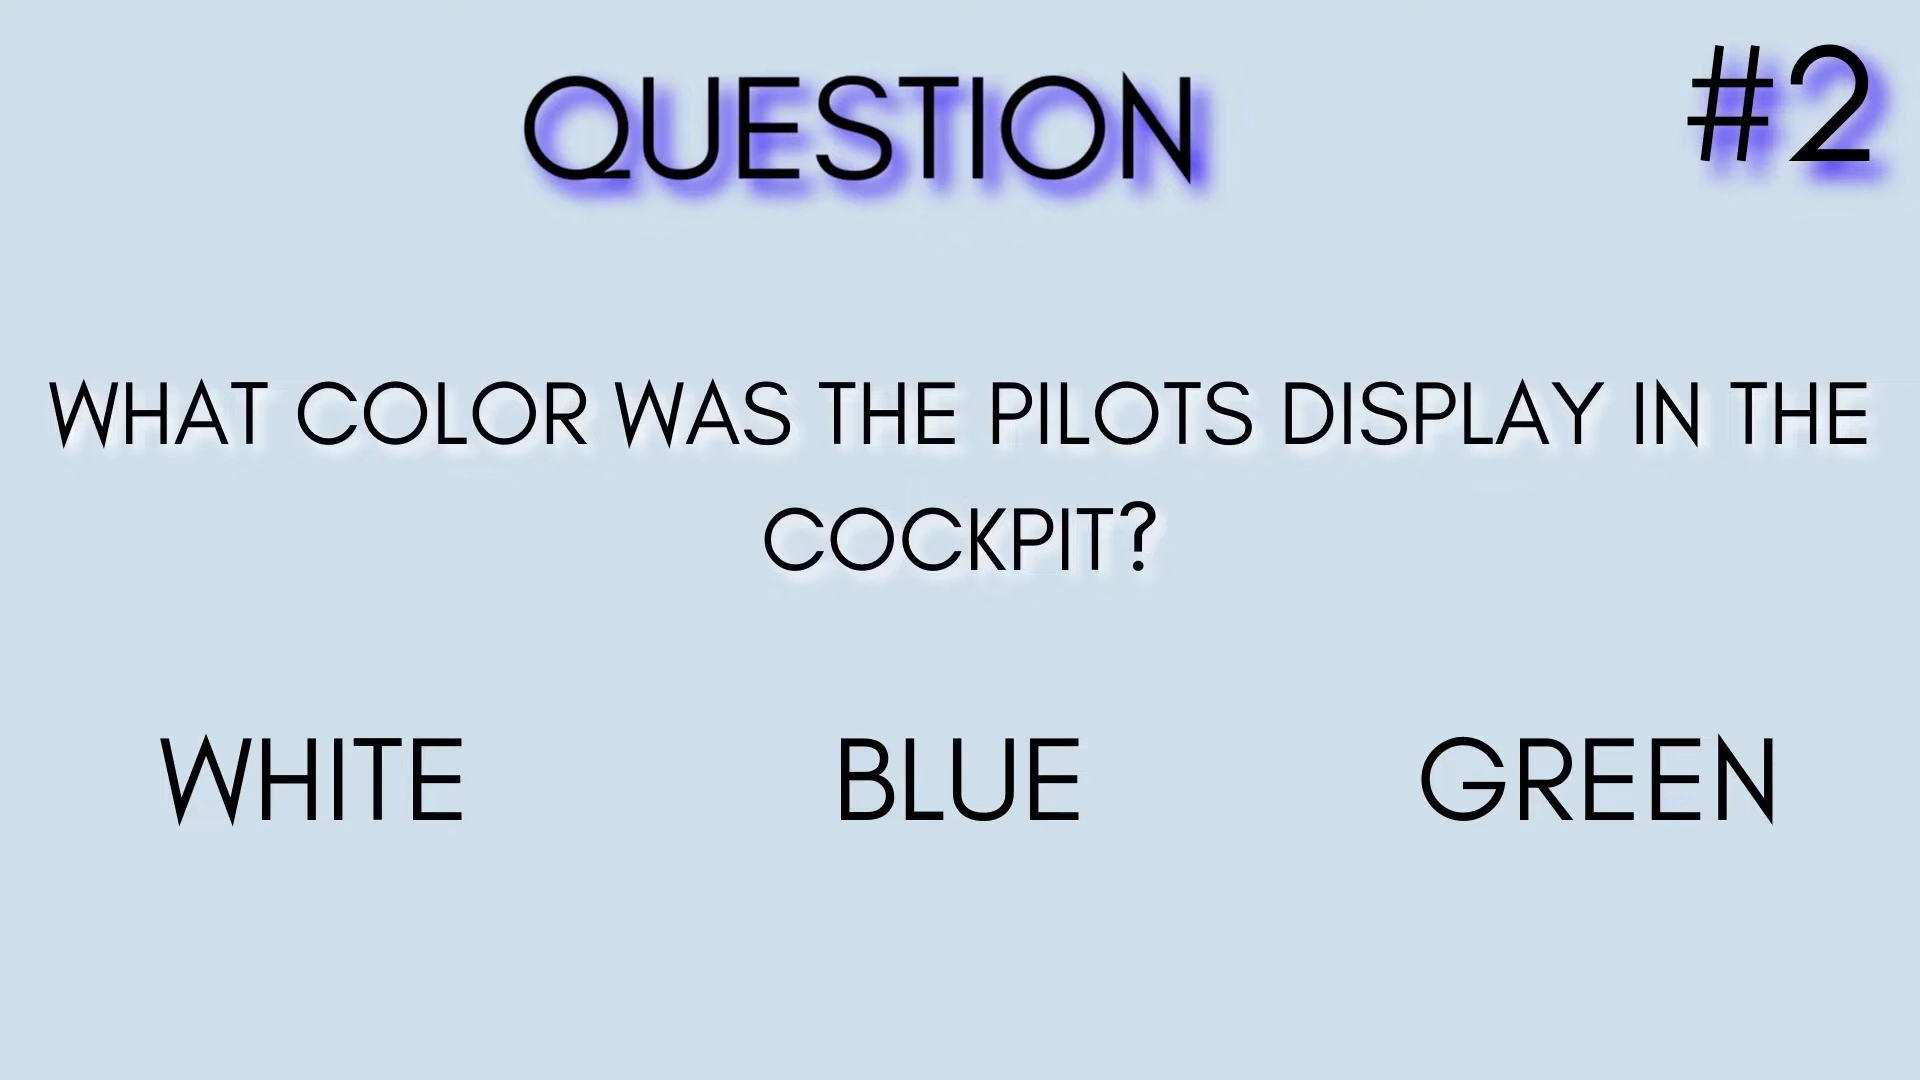 QUESTION
#2
WHAT COLOR WAS THE PILOTS DISPLAY IN THE
COCKPIT?
WHITE BLUE GREEN